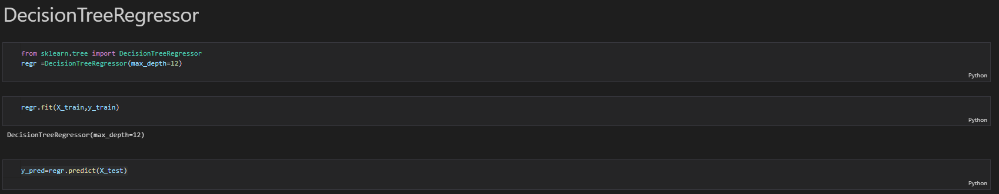 DecisionTreeRegressor
from sklearn.tree import DecisionTreeRegressor
regr =DecisionTreeRegressor(max_depth=12)
Python
regr.fit(X_train,y_train)
Python
DecisionTreeRegressor(max_depth=12)
y_pred=regr.predict(X_test)
Python